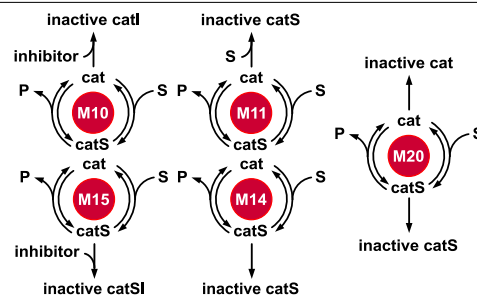 inactive catI
inhibitor
cat
P
S
M10
catS
inactive catS
S
cat
P
S
M11
catS
cat
P
S
M15
catS
inhibitor
inactive catSI
cat
P
S
M14
catS
inactive catS
inactive cat
cat
P
S
M20
catS
inactive catS